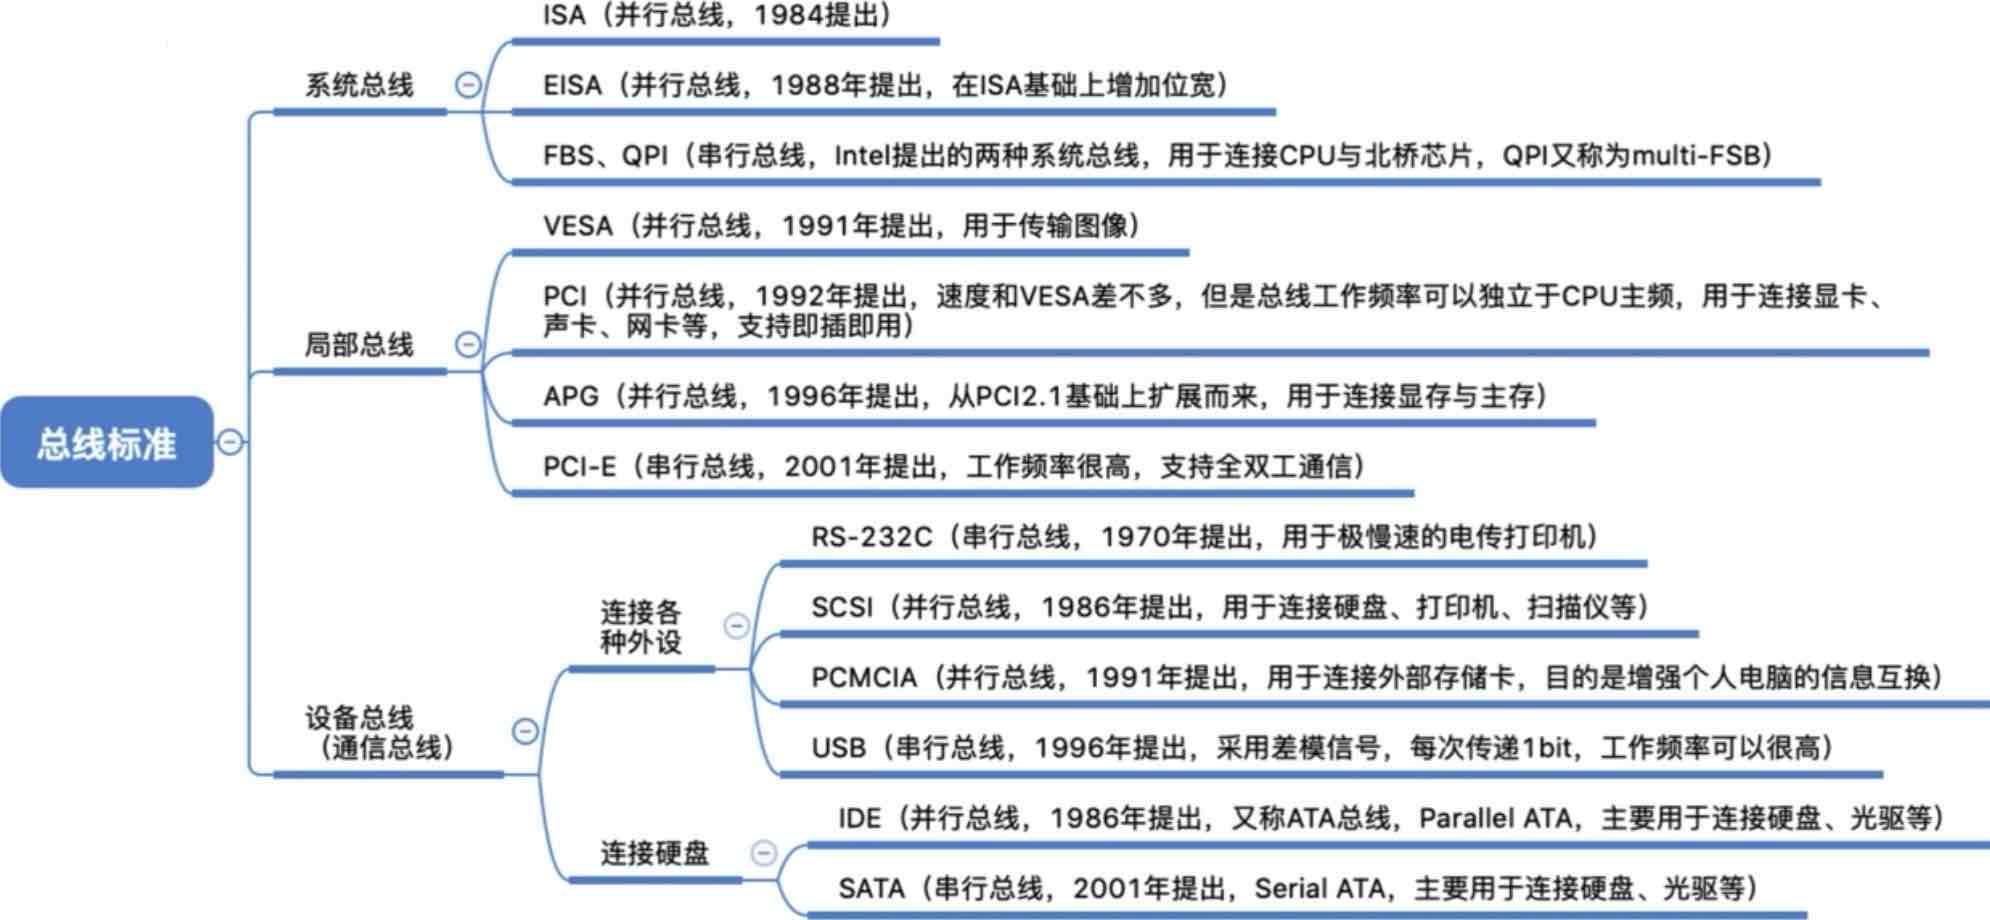 ISA（并行总线，1984提出）
系统总线
EISA（并行总线，1988年提出，在ISA基础上增加位宽）
FBS、QPI（串行总线，Intel提出的两种系统总线，用于连接CPU与北桥芯片，QPI又称为multi-FSB）
VESA（并行总线，1991年提出，用于传输图像）
PCI（并行总线，1992年提出，速度和VESA差不多，但是总线工作频率可以独立于CPU主频，用于连接显卡、
声卡、网卡等，支持即插即用）
局部总线
APG（并行总线，1996年提出，从PCI2.1基础上扩展而来，用于连接显存与主存）
总线标准
PCI-E（串行总线，2001年提出，工作频率很高，支持全双工通信）
RS-232C（串行总线，1970年提出，用于极慢速的电传打印机）
连接各
种外设
SCSI（并行总线，1986年提出，用于连接硬盘、打印机、扫描仪等）
PCMCIA（并行总线，1991年提出，用于连接外部存储卡，目的是增强个人电脑的信息互换）
设备总线
（通信总线）
USB（串行总线，1996年提出，采用差模信号，每次传递1bit，工作频率可以很高）
IDE（并行总线，1986年提出，又称ATA总线，Parallel ATA，主要用于连接硬盘、光驱等）
连接硬盘
SATA（串行总线，2001年提出，Serial ATA，主要用于连接硬盘、光驱等）